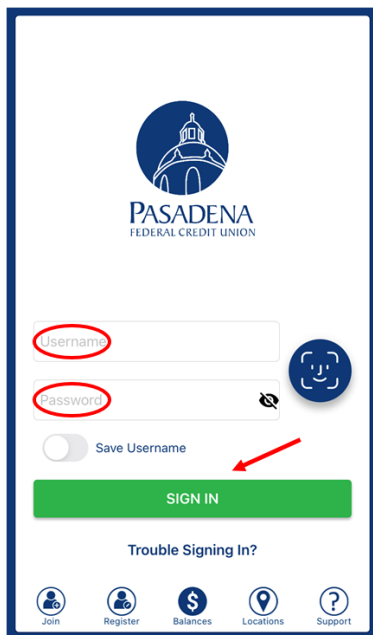 PASADENA
FEDERAL CREDIT UNION
Username
Password
Save Username
SIGN IN
Trouble Signing In?
$ ?
Join Register Balances Locations Support